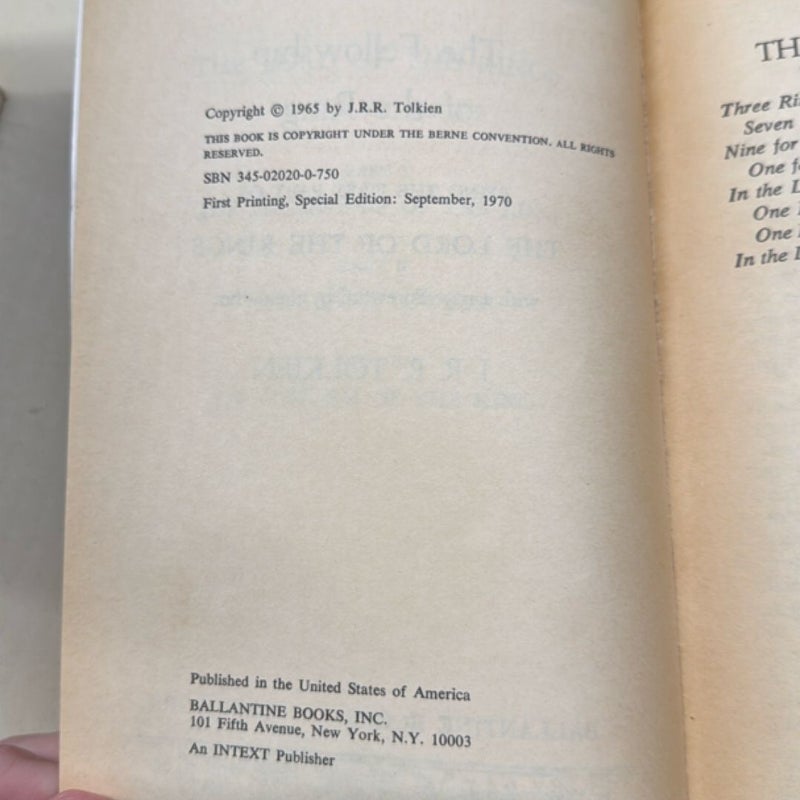 Copyright © 1965 by J.R.R. Tolkien
THIS BOOK IS COPYRIGHT UNDER THE BERNE CONVENTION. ALL RIGHTS
RESERVED.
SBN 345-02020-0-750
First Printing, Special Edition: September, 1970
Published in the United States of America
BALLANTINE BOOKS, INC.
101 Fifth Avenue, New York, N.Y. 10003
An INTEXT Publisher
TH
Three Ri
Seven
Nine for
One f
In the L
One
One
In the L